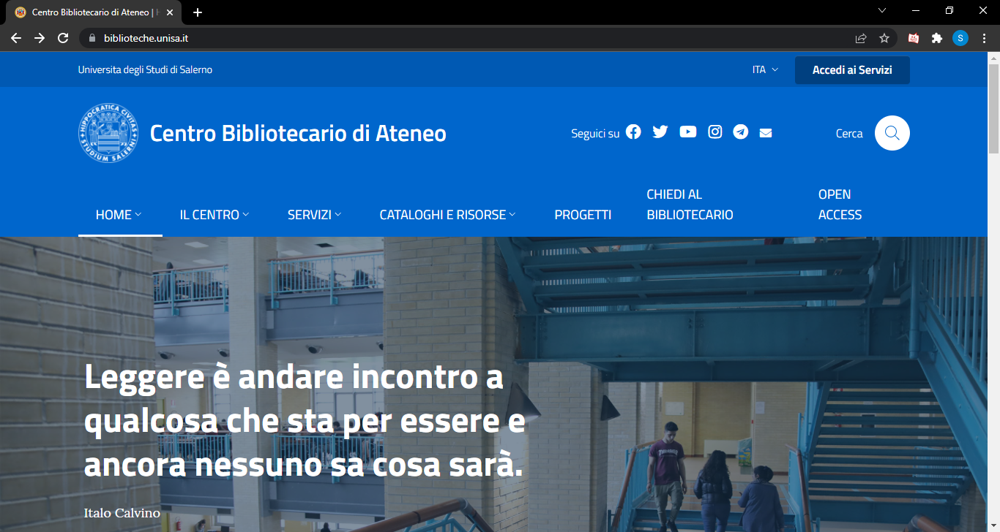 Centro Bibliotecario di Ateneo | H
biblioteche.unisa.it
S
Universita degli Studi di Salerno
ITA
Accedi ai Servizi
HIPPOCRATICA CIVITAS
STUDIUM SALERNI
Centro Bibliotecario di Ateneo
Seguici su
Cerca
HOME
IL CENTRO
SERVIZI
CATALOGHI E RISORSE
PROGETTI
CHIEDI AL
BIBLIOTECARIO
OPEN
ACCESS
Leggere è andare incontro a
qualcosa che sta per essere e
ancora nessuno sa cosa sarà.
Italo Calvino